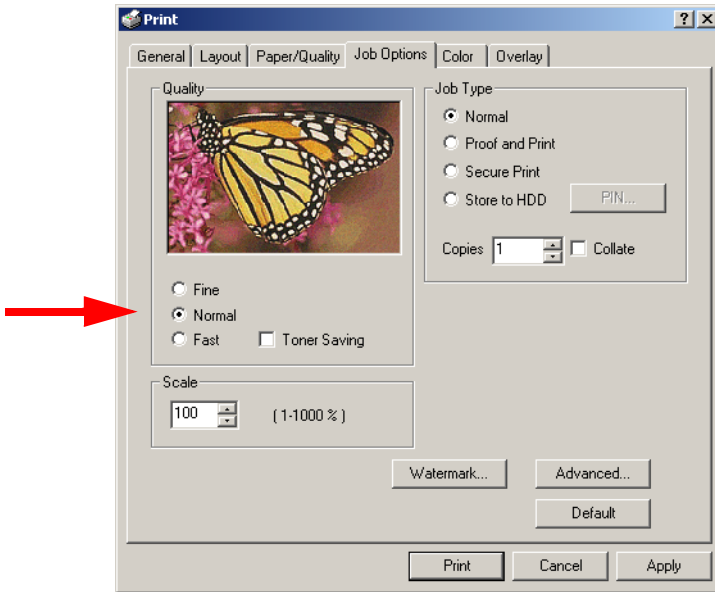 Print
General Layout Paper/Quality Job Options Color Overlay
Quality
Fine
Normal
Fast Toner Saving
Scale
100 (1-1000 %)
Job Type
Normal
Proof and Print
Secure Print
Store to HDD PIN...
Copies 1 Collate
Watermark... Advanced...
Default
Print Cancel Apply